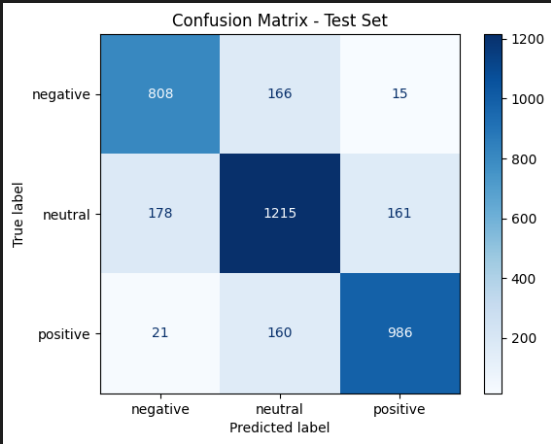 Confusion Matrix - Test Set
negative 808 166 15
neutral 178 1215 161
positive 21 160 986
negative neutral positive
Predicted label
True label
1200
1000
800
600
400
200